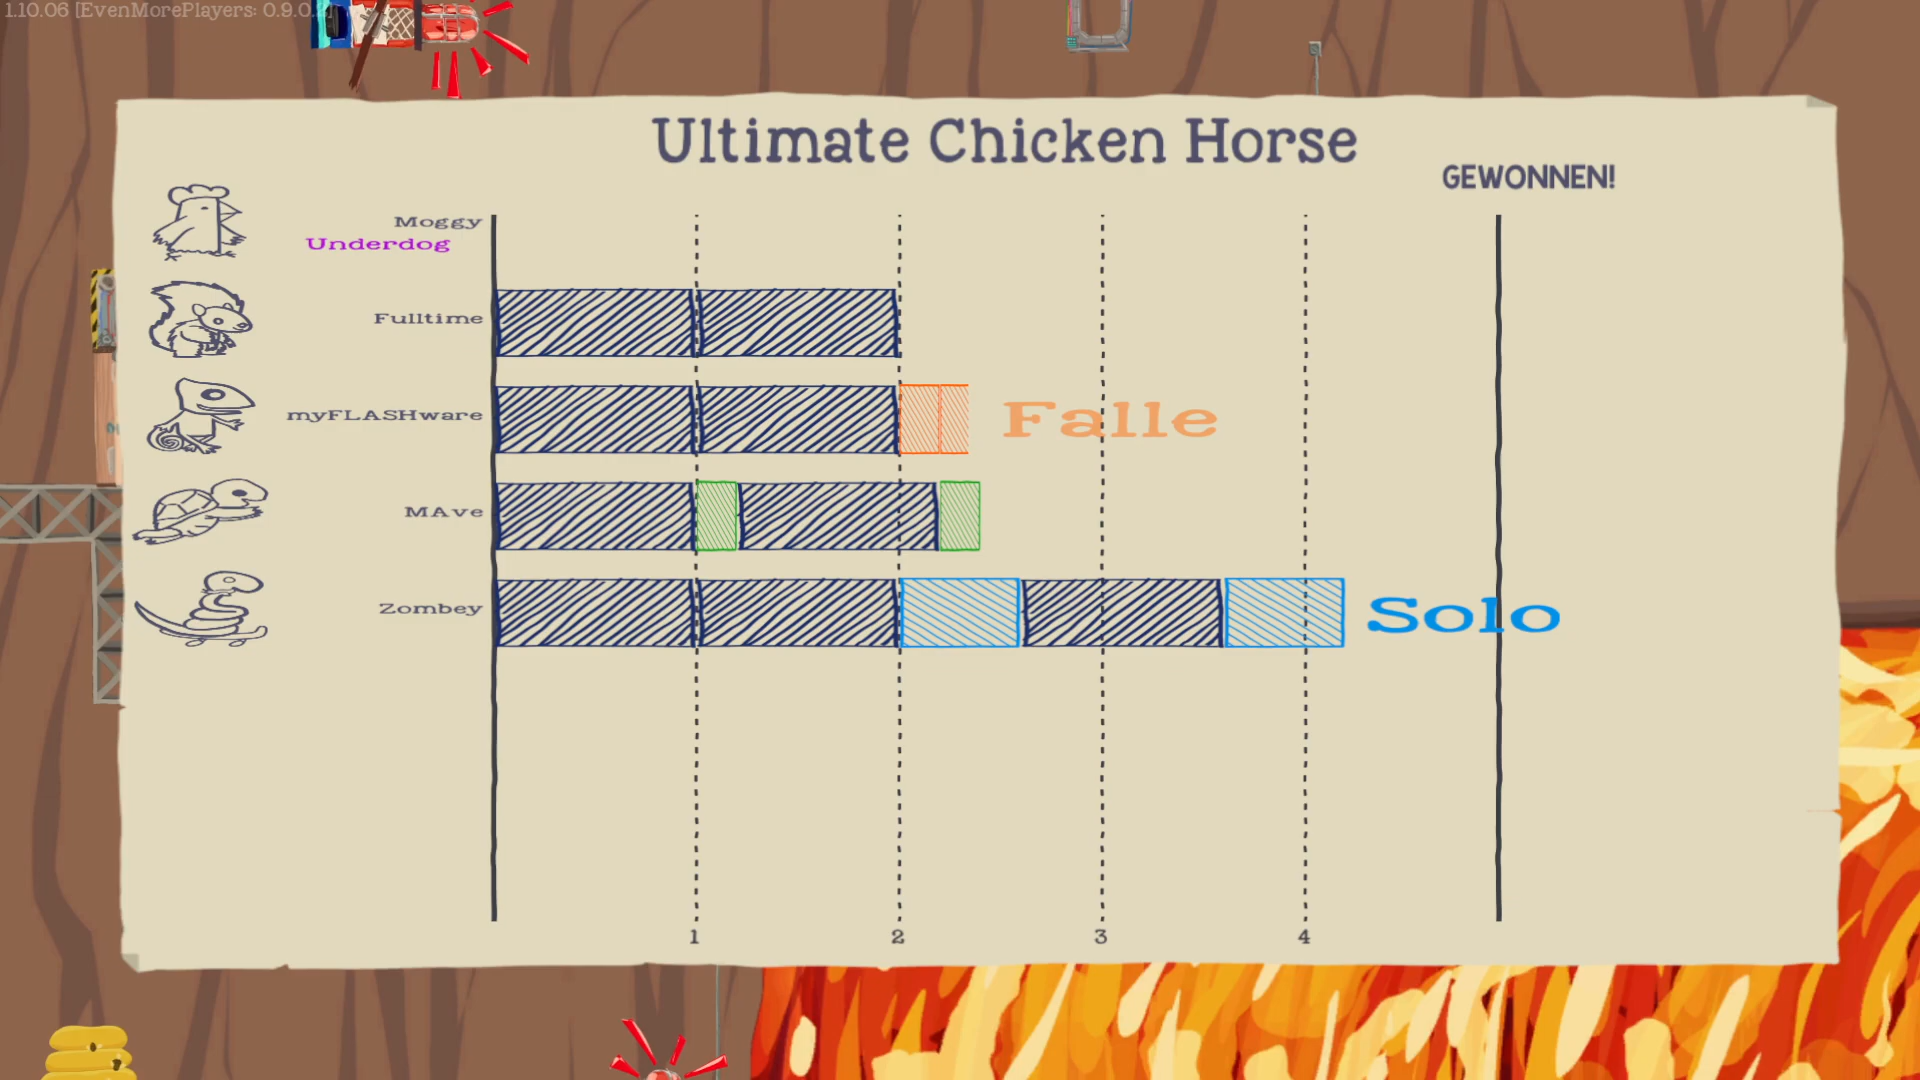 1.10.06 [EvenMorePlayers: 0.9.0.2]
Ultimate Chicken Horse
GEWONNEN!
Moggy
Underdog
Fulltime
myFLASHware
Falle
MAve
Zombey
Solo
1 2 3 4